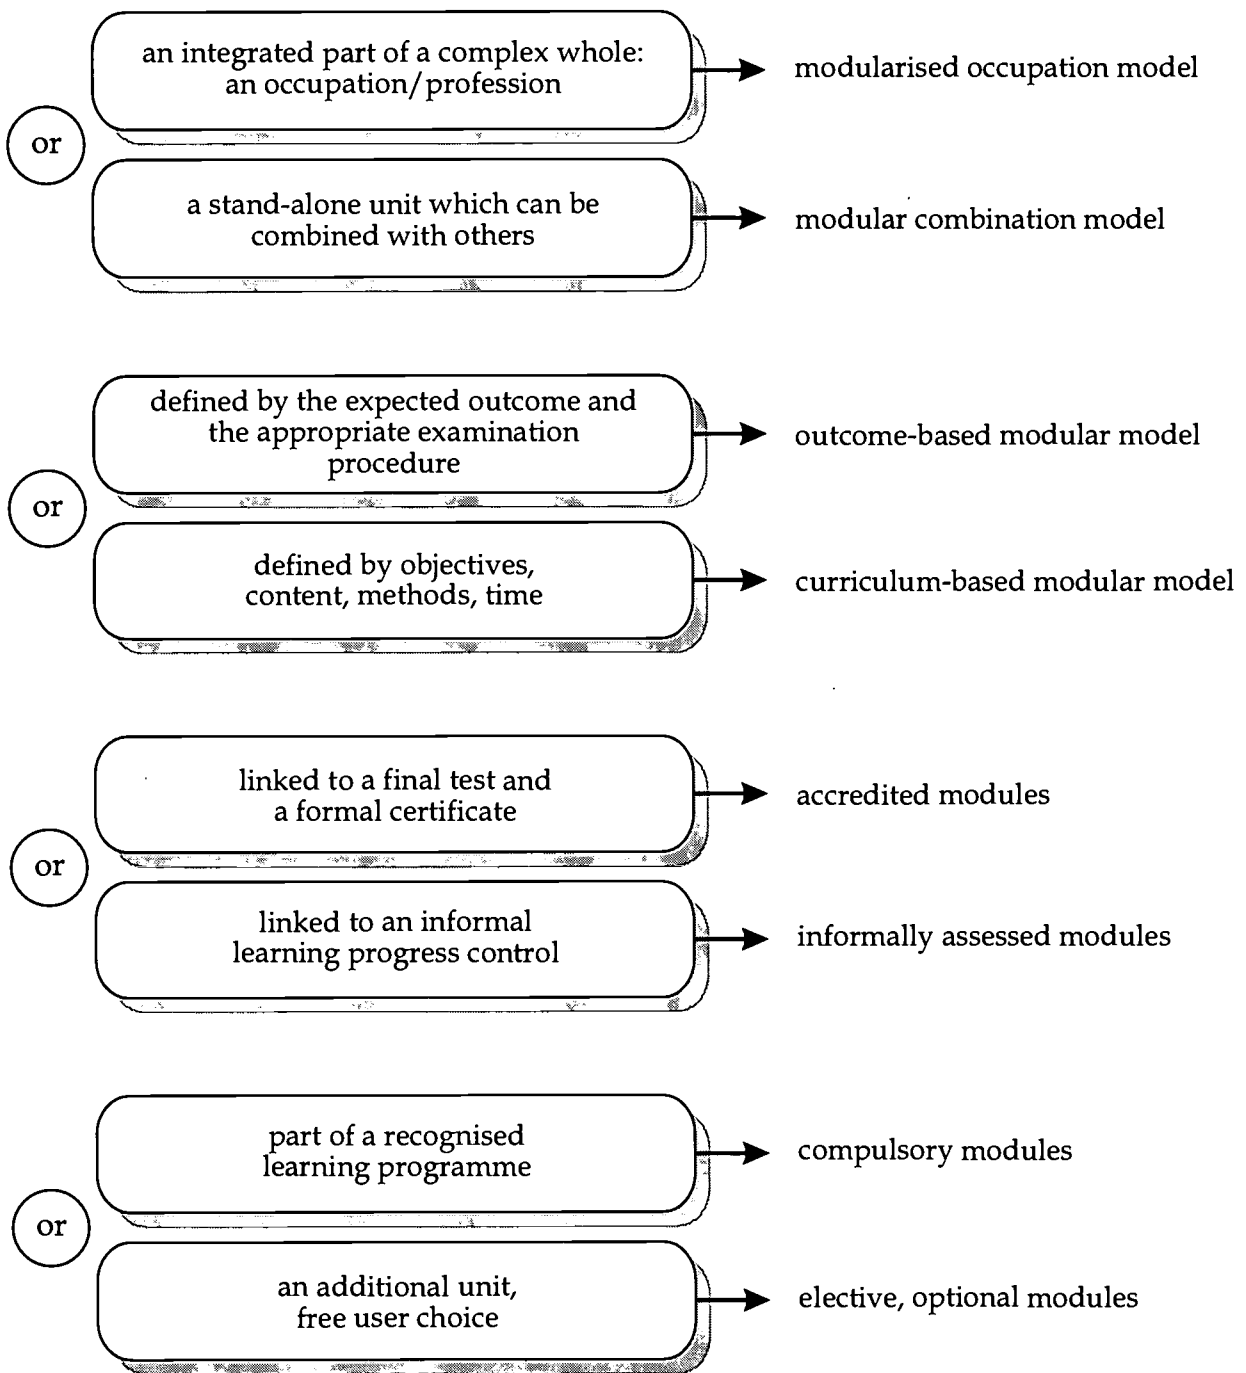 an integrated part of a complex whole:
an occupation/profession
modularised occupation model
or
a stand-alone unit which can be
combined with others
modular combination model
defined by the expected outcome and
the appropriate examination
procedure
outcome-based modular model
or
defined by objectives,
content, methods, time
curriculum-based modular model
linked to a final test and
a formal certificate
accredited modules
or
linked to an informal
learning progress control
informally assessed modules
part of a recognised
learning programme
compulsory modules
or
an additional unit,
free user choice
elective, optional modules